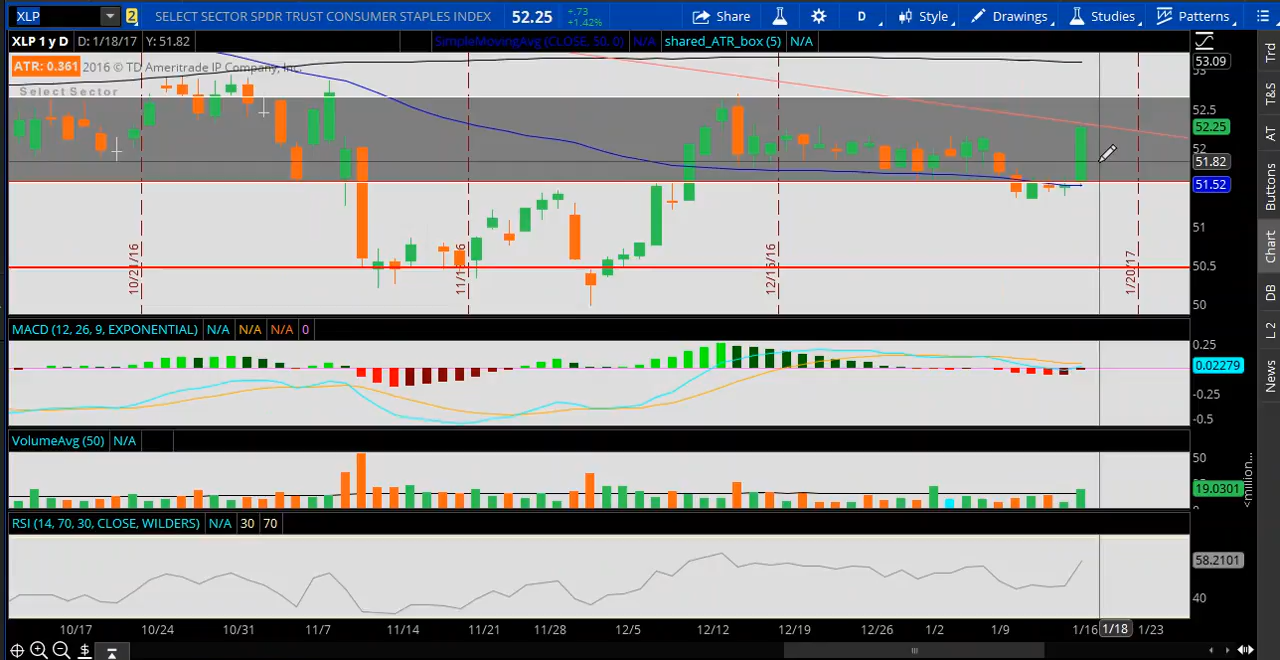 XLP 2 SELECT SECTOR SPDR TRUST CONSUMER STAPLES INDEX 52.25 +.73 +1.42% Share D Style Drawings Studies Patterns
XLP 1 y D D: 1/18/17 Y: 51.82 SimpleMovingAvg (CLOSE, 50, 0) N/A shared_ATR_box (5) N/A
ATR: 0.361 2016 © TD Ameritrade IP Company, Inc.
Select Sector
53.09
53
52.5
52.25
52
51.82
51.52
51
50.5
50
10/21/16 12/16/16 1/20/17
MACD (12, 26, 9, EXPONENTIAL) N/A N/A N/A 0
0.25
0.02279
-0.25
-0.5
VolumeAvg (50) N/A
50
19.0301
<million...
RSI (14, 70, 30, CLOSE, WILDERS) N/A 30 70
58.2101
40
10/17 10/24 10/31 11/7 11/14 11/21 11/28 12/5 12/12 12/19 12/26 1/2 1/9 1/16 1/18 1/23
$
Trd
T&S
AT
Buttons
Chart
DB
L 2
News